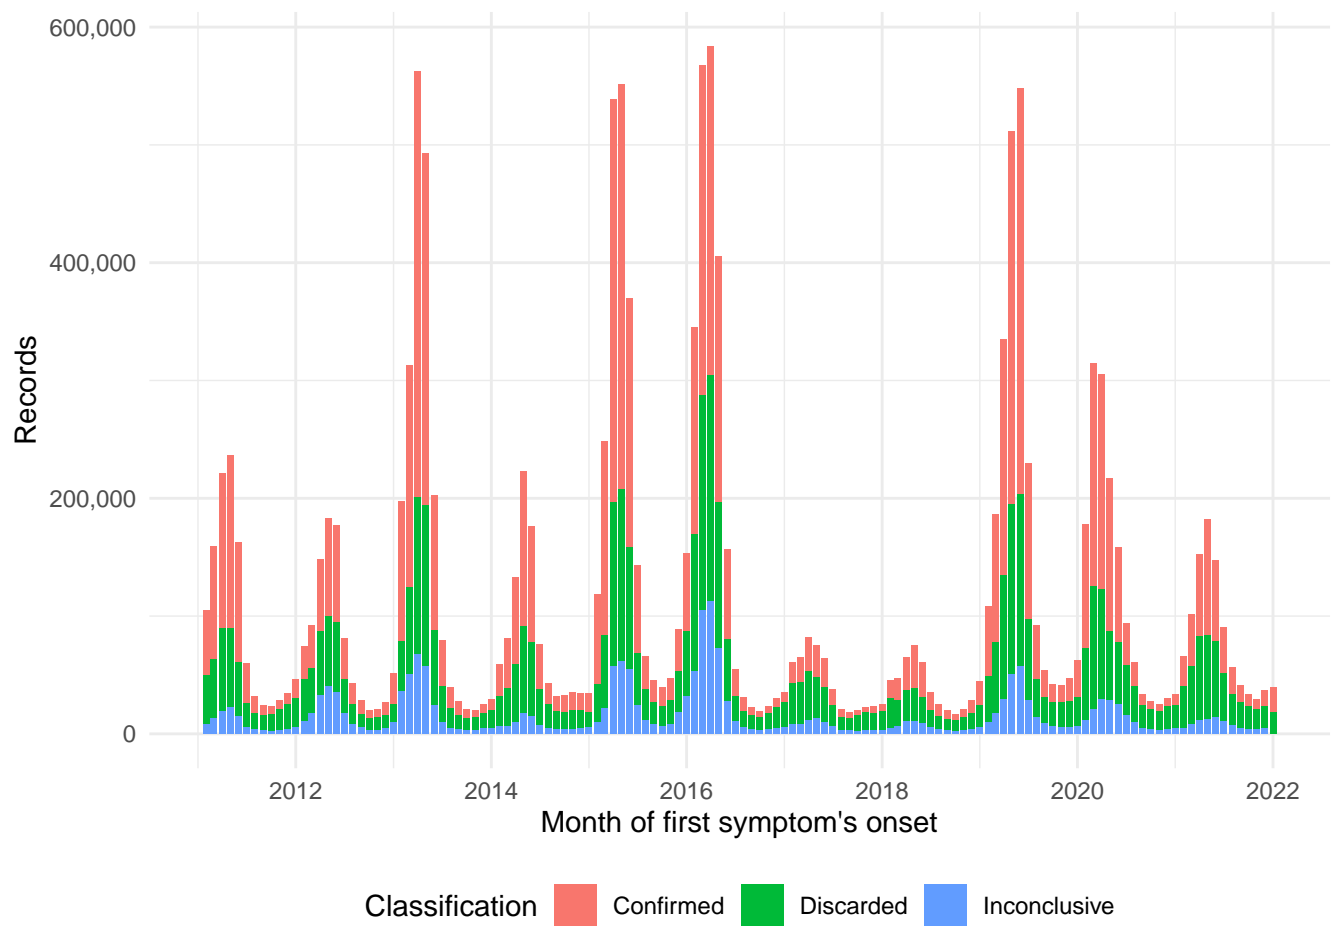 600,000
400,000
200,000
0
Records
2012 2014 2016 2018 2020 2022
Month of first symptom's onset
Classification Confirmed Discarded Inconclusive